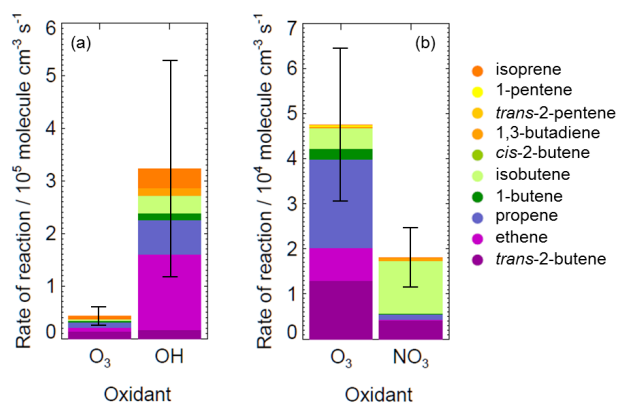 (a)
Rate of reaction / 10⁵ molecule cm⁻³ s⁻¹
6
5
4
3
2
1
0
O₃ OH
Oxidant
(b)
Rate of reaction / 10⁴ molecule cm⁻³ s⁻¹
7
6
5
4
3
2
1
0
O₃ NO₃
Oxidant
isoprene
1-pentene
trans-2-pentene
1,3-butadiene
cis-2-butene
isobutene
1-butene
propene
ethene
trans-2-butene